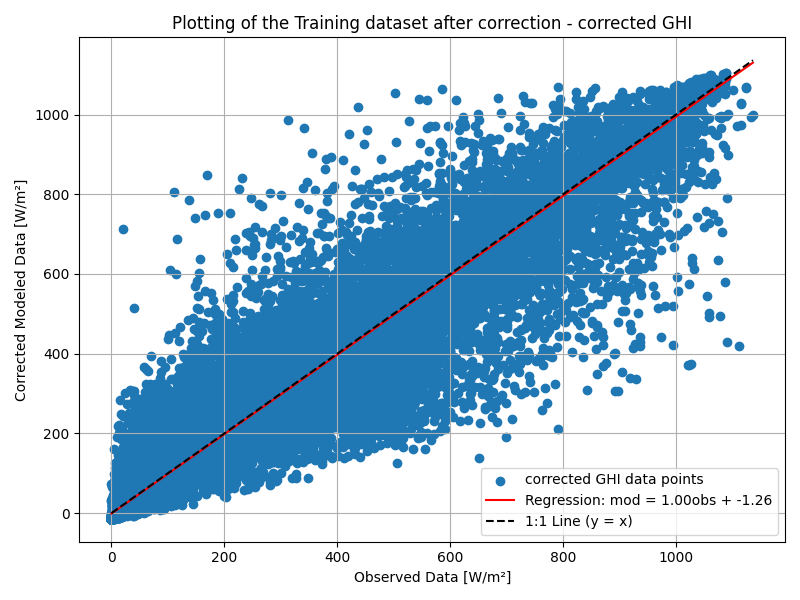 Plotting of the Training dataset after correction - corrected GHI
Corrected Modeled Data [W/m²]
1000
800
600
400
200
0
0 200 400 600 800 1000
Observed Data [W/m²]
corrected GHI data points
Regression: mod = 1.00obs + -1.26
1:1 Line (y = x)